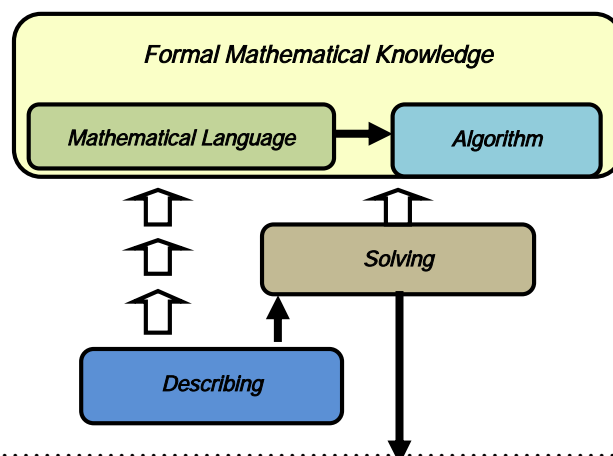 Formal Mathematical Knowledge
Mathematical Language
Algorithm
Solving
Describing